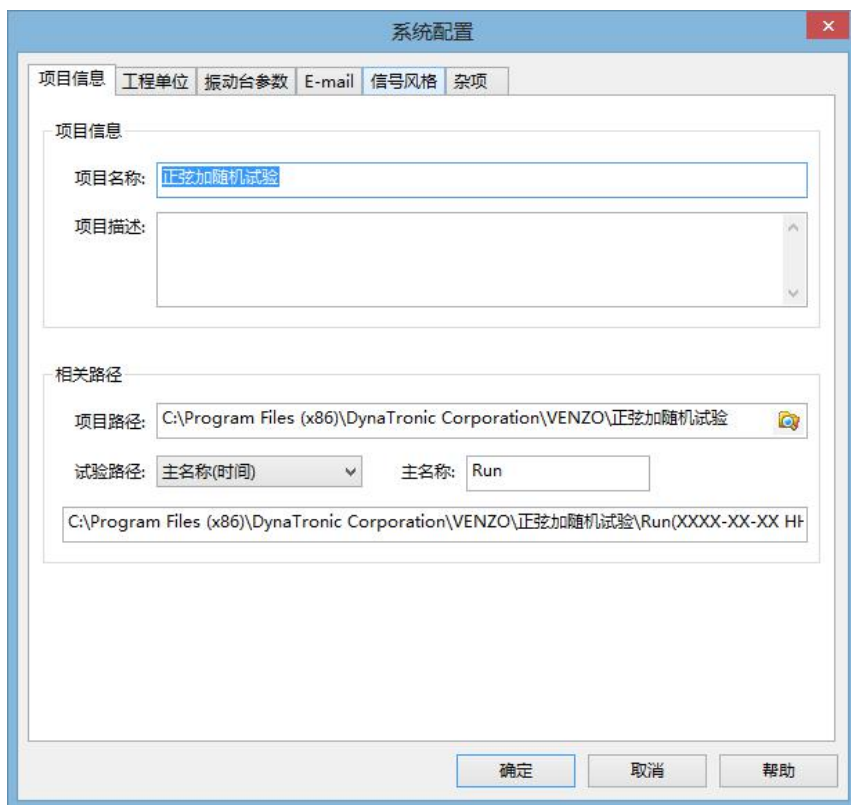 系统配置
项目信息 工程单位 振动台参数 E-mail 信号风格 杂项
项目信息
项目名称: 正弦加随机试验
项目描述:
相关路径
项目路径: C:\Program Files (x86)\DynaTronic Corporation\VENZO\正弦加随机试验
试验路径: 主名称(时间) 主名称: Run
C:\Program Files (x86)\DynaTronic Corporation\VENZO\正弦加随机试验\Run(XXXX-XX-XX HH
确定 取消 帮助